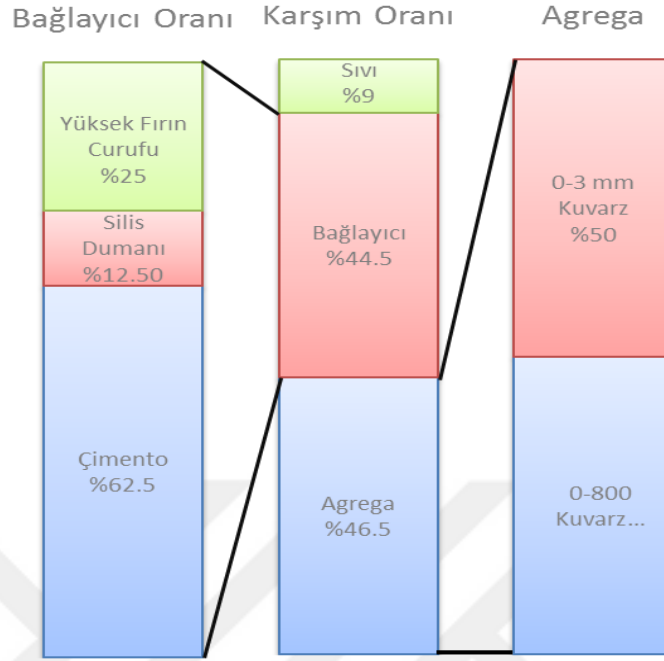 Bağlayıcı Oranı
Karşım Oranı
Agrega
Yüksek Fırın
Curufu
%25
Silis
Dumanı
%12.50
Çimento
%62.5
Sıvı
%9
Bağlayıcı
%44.5
Agrega
%46.5
0-3 mm
Kuvarz
%50
0-800
Kuvarz...